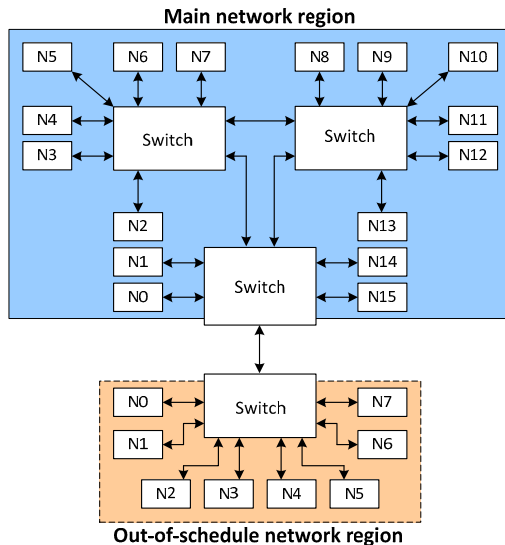 Main network region
N5
N6
N7
N8
N9
N10
N4
Switch
Switch
N11
N3
N12
N2
N13
N1
Switch
N14
N0
N15
N0
Switch
N7
N1
N6
N2
N3
N4
N5
Out-of-schedule network region